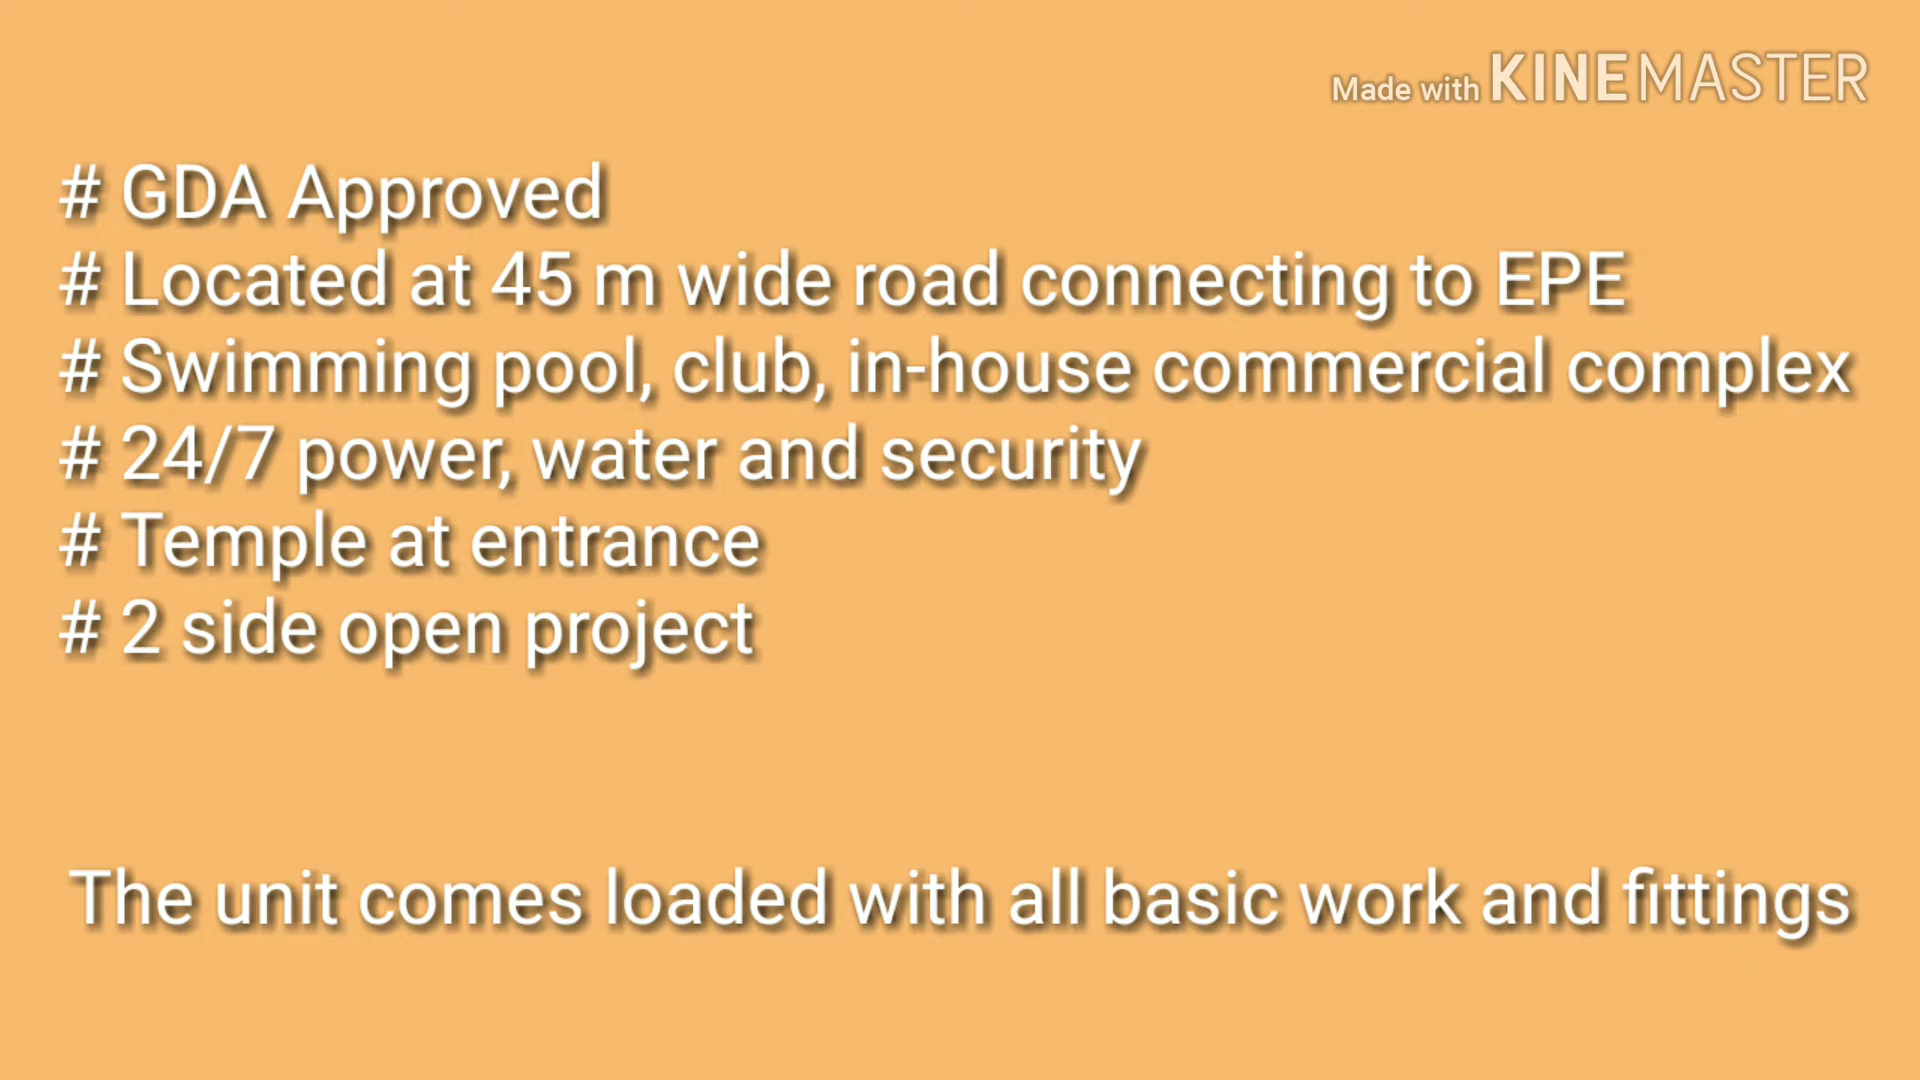 Made with KINEMASTER
# GDA Approved
# Located at 45 m wide road connecting to EPE
# Swimming pool, club, in-house commercial complex
# 24/7 power, water and security
# Temple at entrance
# 2 side open project
The unit comes loaded with all basic work and fittings